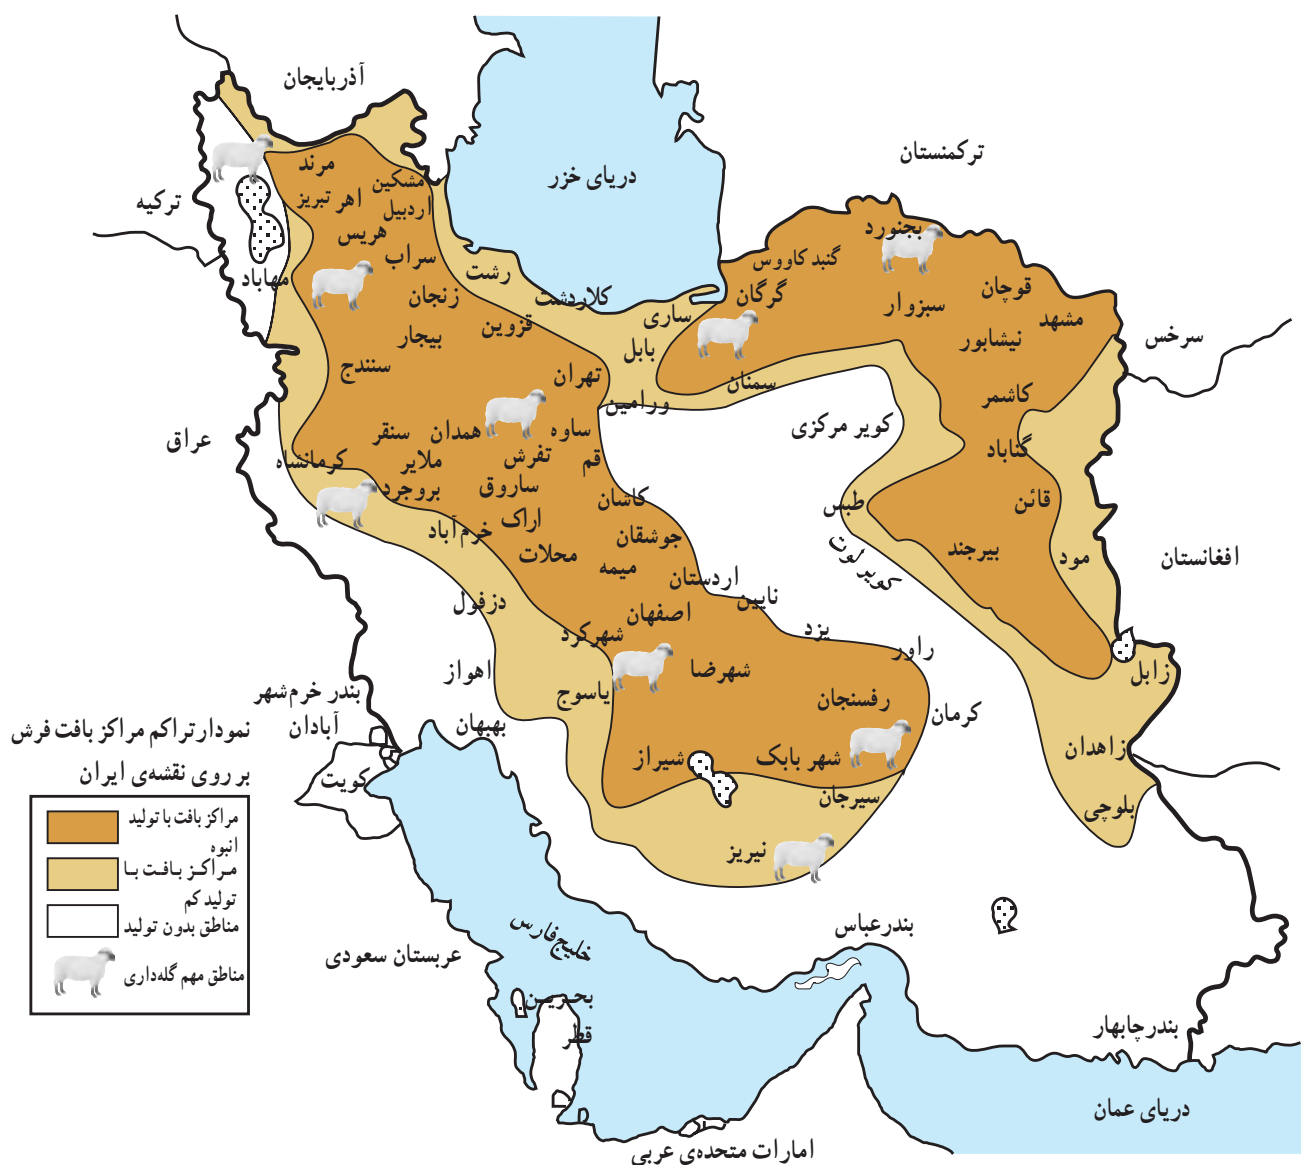 آذربایجان
ترکمنستان
دریای خزر
ترکیه
مرند
مشکین
اهر
تبریز
اردبیل
هریس
سراب
مهاباد
رشت
زنجان
کلاردشت
قزوین
بیجار
سنندج
ساری
بابل
تهران
ورامین
سمنان
گرگان
گنبد کاووس
بجنورد
قوچان
سبزوار
مشهد
نیشابور
سرخس
کاشمر
کویر مرکزی
گناباد
عراق
کرمانشاه
سنقر
همدان
ساوه
ملایر
تفرش
قم
بروجرد
ساروق
کاشان
خرم‌آباد
اراک
جوشقان
محلات
میمه
اردستان
نایین
طبس
قائن
کویر لوت
بیرجند
مود
افغانستان
دزفول
اصفهان
شهرکرد
یزد
راور
اهواز
یاسوج
شهرضا
رفسنجان
کرمان
زابل
زاهدان
بلوچی
بندر خرم‌شهر
آبادان
بهبهان
کویت
شیراز
شهر بابک
سیرجان
نیریز
نمودار تراکم مراکز بافت فرش
بر روی نقشه‌ی ایران
مراکز بافت با تولید
انبوه
مراکز بافت با
تولید کم
مناطق بدون تولید
مناطق مهم گله‌داری
عربستان سعودی
خلیج فارس
بندرعباس
بحرین
قطر
بندرچابهار
دریای عمان
امارات متحده‌ی عربی